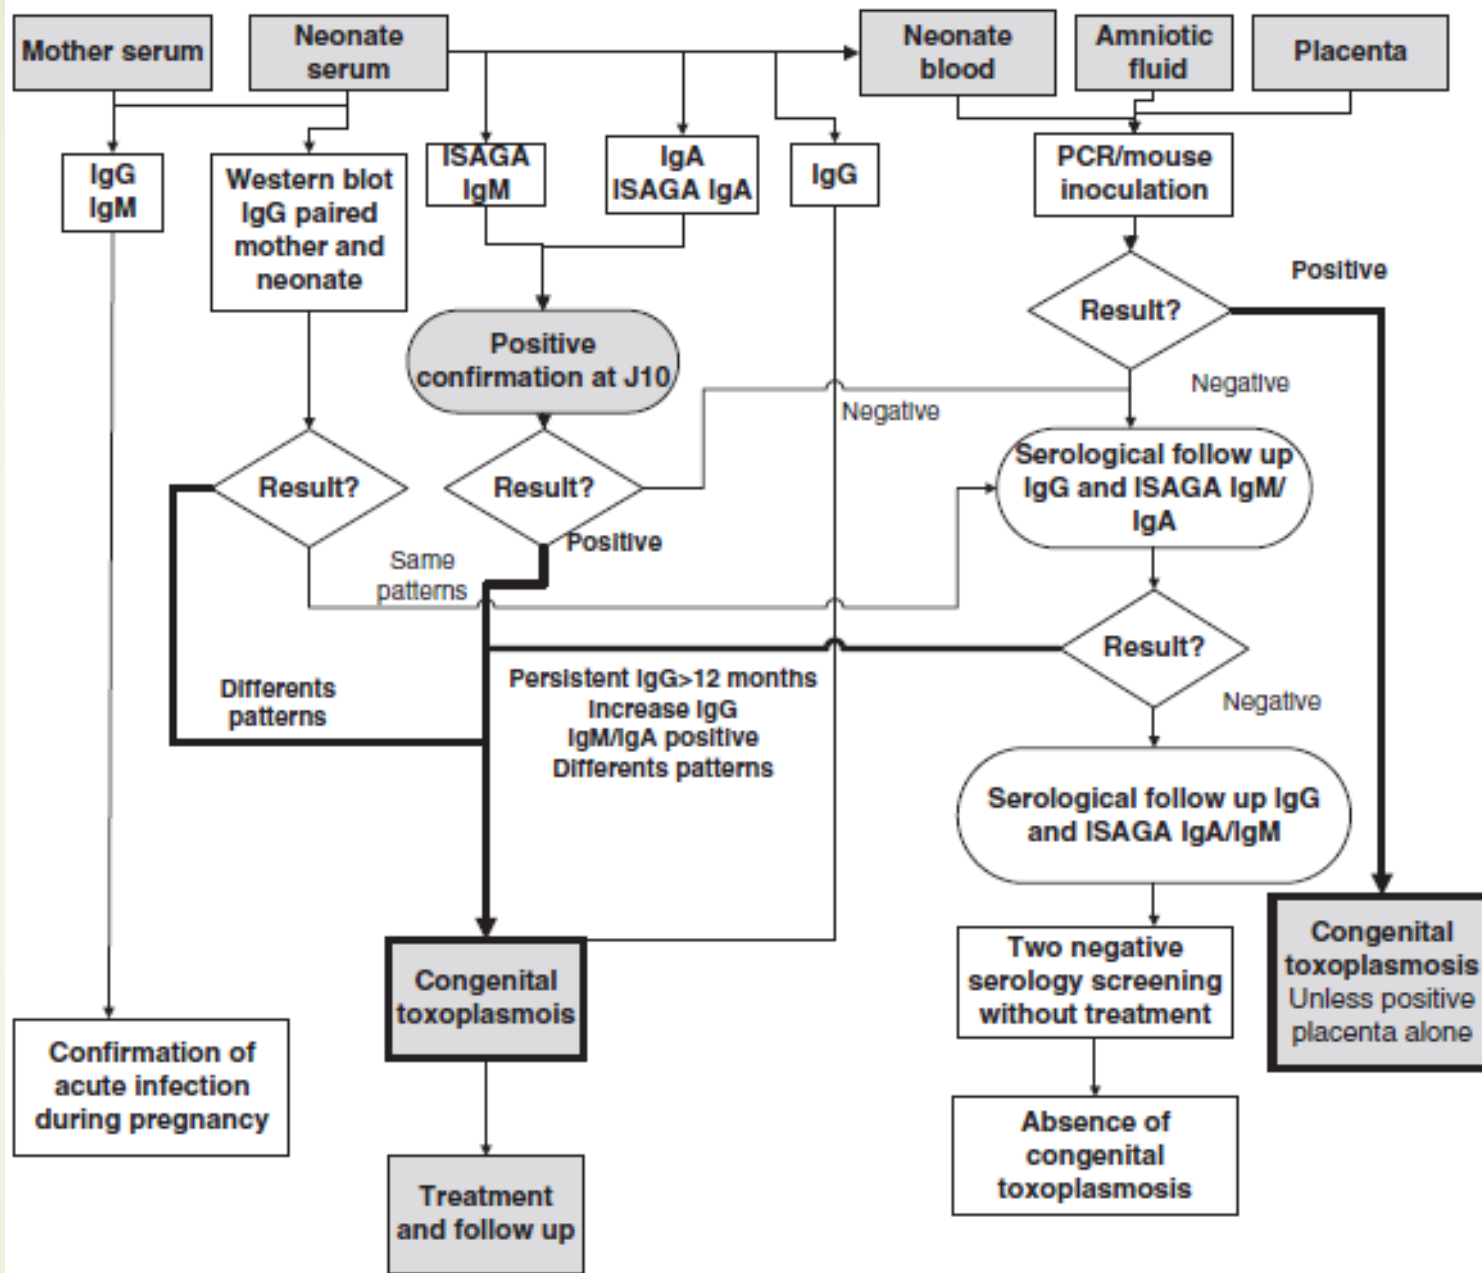 Mother serum
Neonate
serum
Neonate
blood
Amniotic
fluid
Placenta
IgG
IgM
Western blot
IgG paired
mother and
neonate
ISAGA
IgM
IgA
ISAGA IgA
IgG
PCR/mouse
inoculation
Positive
Result?
Positive
confirmation at J10
Negative
Negative
Result?
Result?
Serological follow up
IgG and ISAGA IgM/
IgA
Positive
Same
patterns
Result?
Differents
patterns
Persistent IgG>12 months
Increase IgG
IgM/IgA positive
Differents patterns
Negative
Serological follow up IgG
and ISAGA IgA/IgM
Congenital
toxoplasmois
Two negative
serology screening
without treatment
Congenital
toxoplasmosis
Unless positive
placenta alone
Confirmation of
acute infection
during pregnancy
Treatment
and follow up
Absence of
congenital
toxoplasmosis